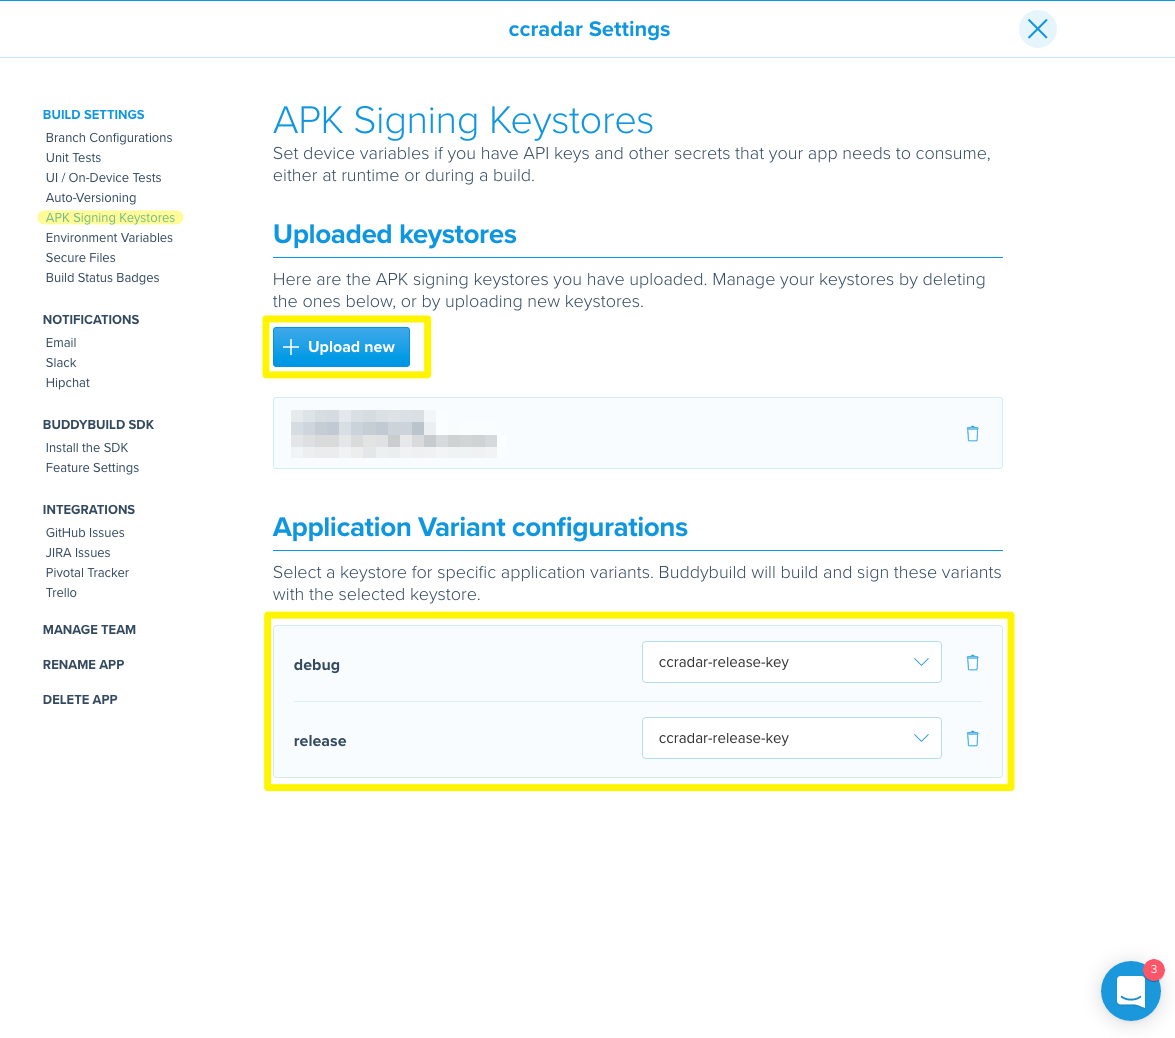 ccradar Settings
BUILD SETTINGS
Branch Configurations
Unit Tests
UI / On-Device Tests
Auto-Versioning
APK Signing Keystores
Environment Variables
Secure Files
Build Status Badges
NOTIFICATIONS
Email
Slack
Hipchat
BUDDYBUILD SDK
Install the SDK
Feature Settings
INTEGRATIONS
GitHub Issues
JIRA Issues
Pivotal Tracker
Trello
MANAGE TEAM
RENAME APP
DELETE APP
APK Signing Keystores
Set device variables if you have API keys and other secrets that your app needs to consume,
either at runtime or during a build.
Uploaded keystores
Here are the APK signing keystores you have uploaded. Manage your keystores by deleting
the ones below, or by uploading new keystores.
Upload new
Application Variant configurations
Select a keystore for specific application variants. Buddybuild will build and sign these variants
with the selected keystore.
debug
ccradar-release-key
release
ccradar-release-key
3